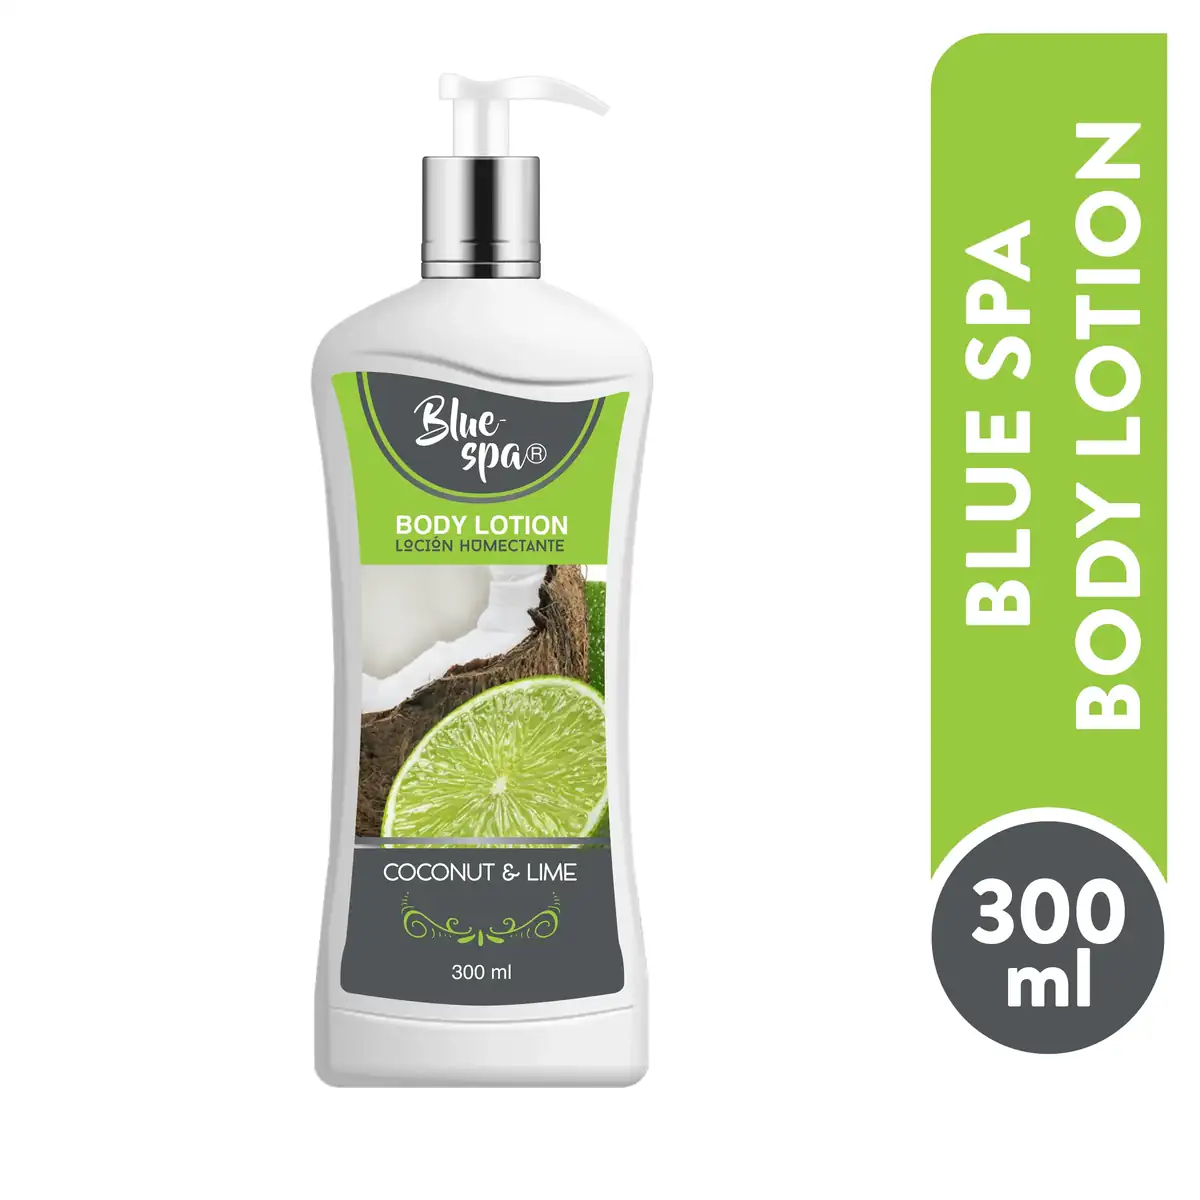 Blue-
spa®
BODY LOTION
LOCIÓN HUMECTANTE
COCONUT & LIME
300 ml
BLUE SPA
BODY LOTION
300
ml